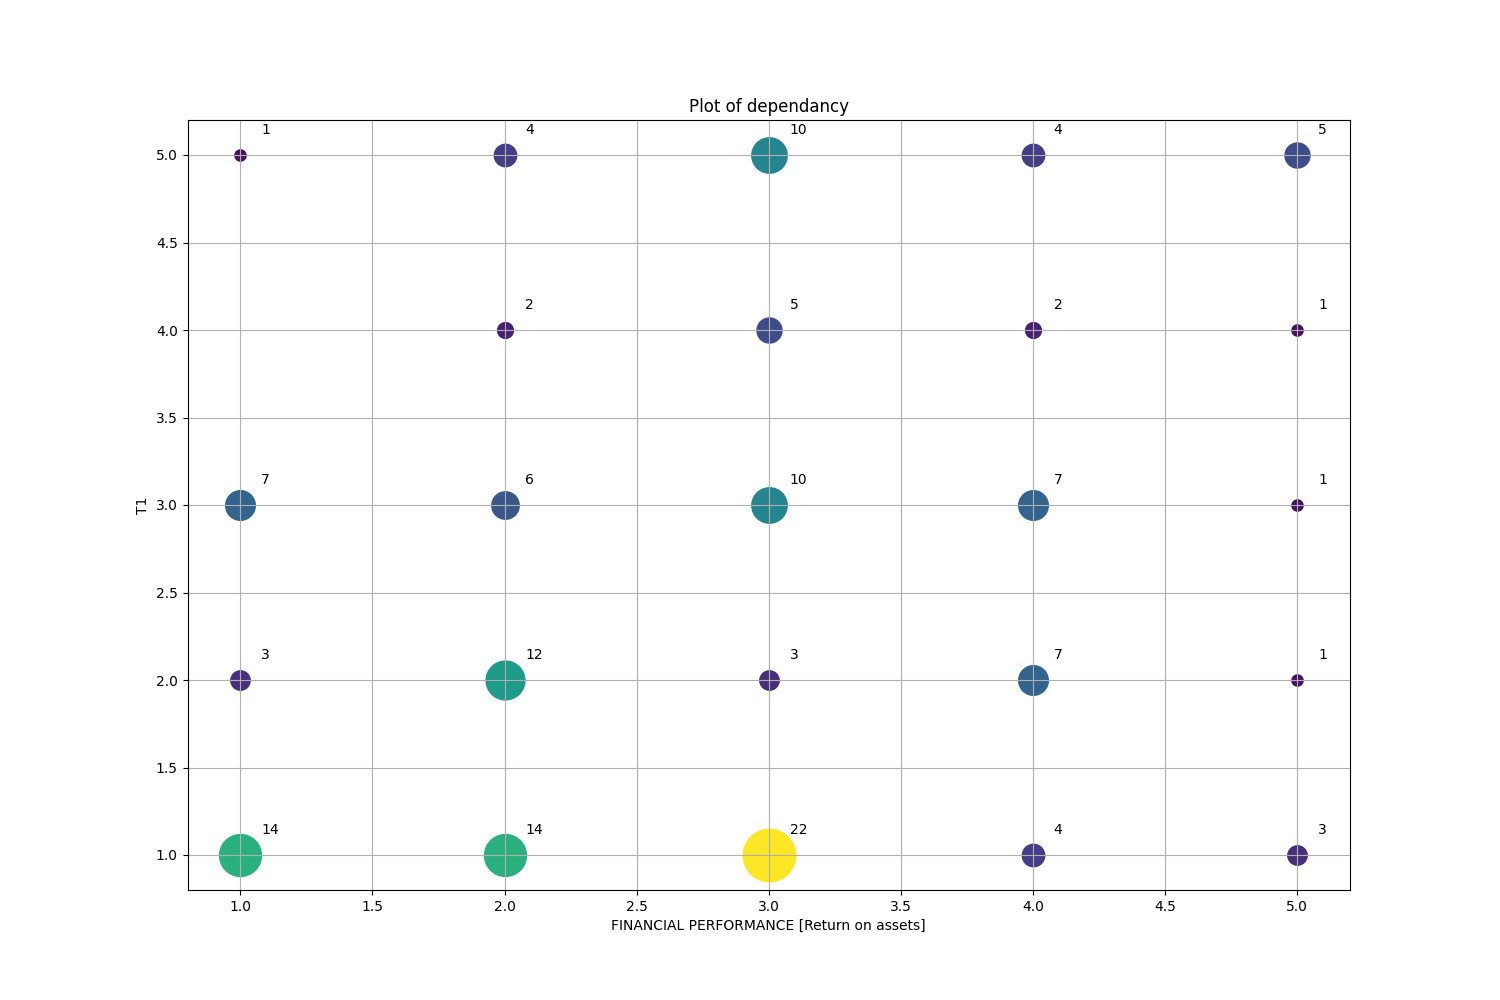 Plot of dependancy
1 4 10 4 5
5.0
4.5
2 5 2 1
4.0
3.5
7 6 10 7 1
3.0
T1
2.5
3 12 3 7 1
2.0
1.5
14 14 22 4 3
1.0
1.0 1.5 2.0 2.5 3.0 3.5 4.0 4.5 5.0
FINANCIAL PERFORMANCE [Return on assets]